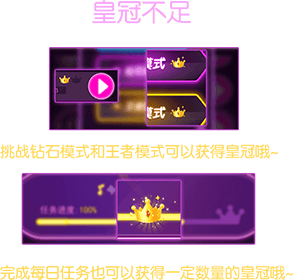 皇冠不足
模式
模式
挑战钻石模式和王者模式可以获得皇冠哦~
任务进度: 100%
完成每日任务也可以获得一定数量的皇冠哦~